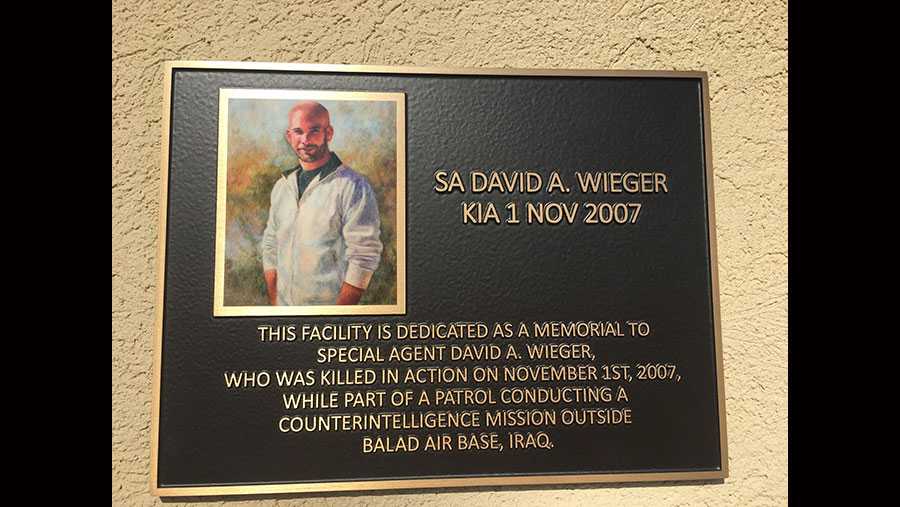 SA DAVID A. WIEGER
KIA 1 NOV 2007
THIS FACILITY IS DEDICATED AS A MEMORIAL TO
SPECIAL AGENT DAVID A. WIEGER,
WHO WAS KILLED IN ACTION ON NOVEMBER 1ST, 2007,
WHILE PART OF A PATROL CONDUCTING A
COUNTERINTELLIGENCE MISSION OUTSIDE
BALAD AIR BASE, IRAQ.